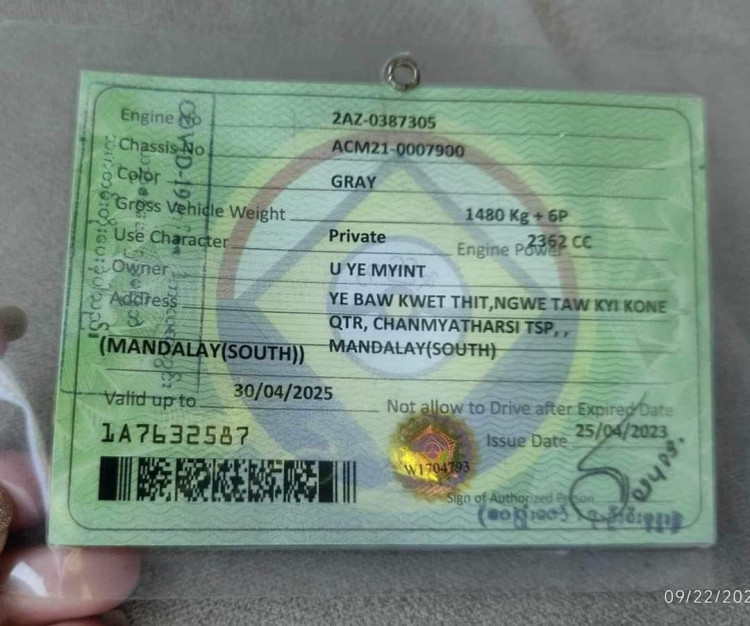 Engine No 2AZ-0387305
Chassis No ACM21-0007900
Color GRAY
Gross Vehicle Weight 1480 Kg + 6P
Use Character Private Engine Power 2362 CC
Owner U YE MYINT
Address YE BAW KWET THIT,NGWE TAW KYI KONE
QTR, CHANMYATHARSI TSP, ,
(MANDALAY(SOUTH)) MANDALAY(SOUTH)
Valid up to 30/04/2025
Not allow to Drive after Expired Date
1A7632587
Issue Date 25/04/2023
W1704793
Sign of Authorized Person
COVID-19
09/22/202